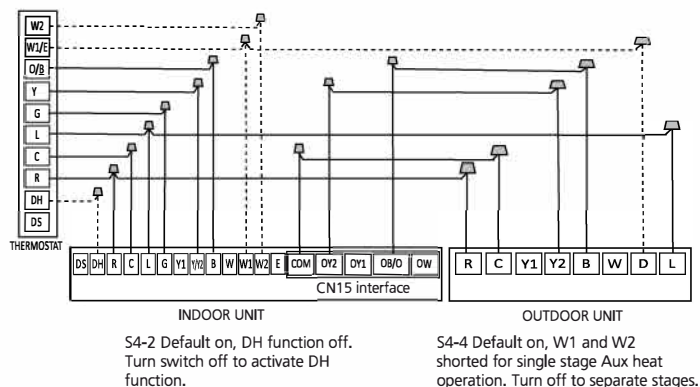 W2
W1/E
O/B
Y
G
L
C
R
DH
DS
THERMOSTAT
DS DH R C L G Y1 Y/Y2 B W W1 W2 E COM OY2 OY1 OB/O OW
CN15 interface
INDOOR UNIT
R C Y1 Y2 B W D L
OUTDOOR UNIT
S4-2 Default on, DH function off.
Turn switch off to activate DH
function.
S4-4 Default on, W1 and W2
shorted for single stage Aux heat
operation. Turn off to separate stages.